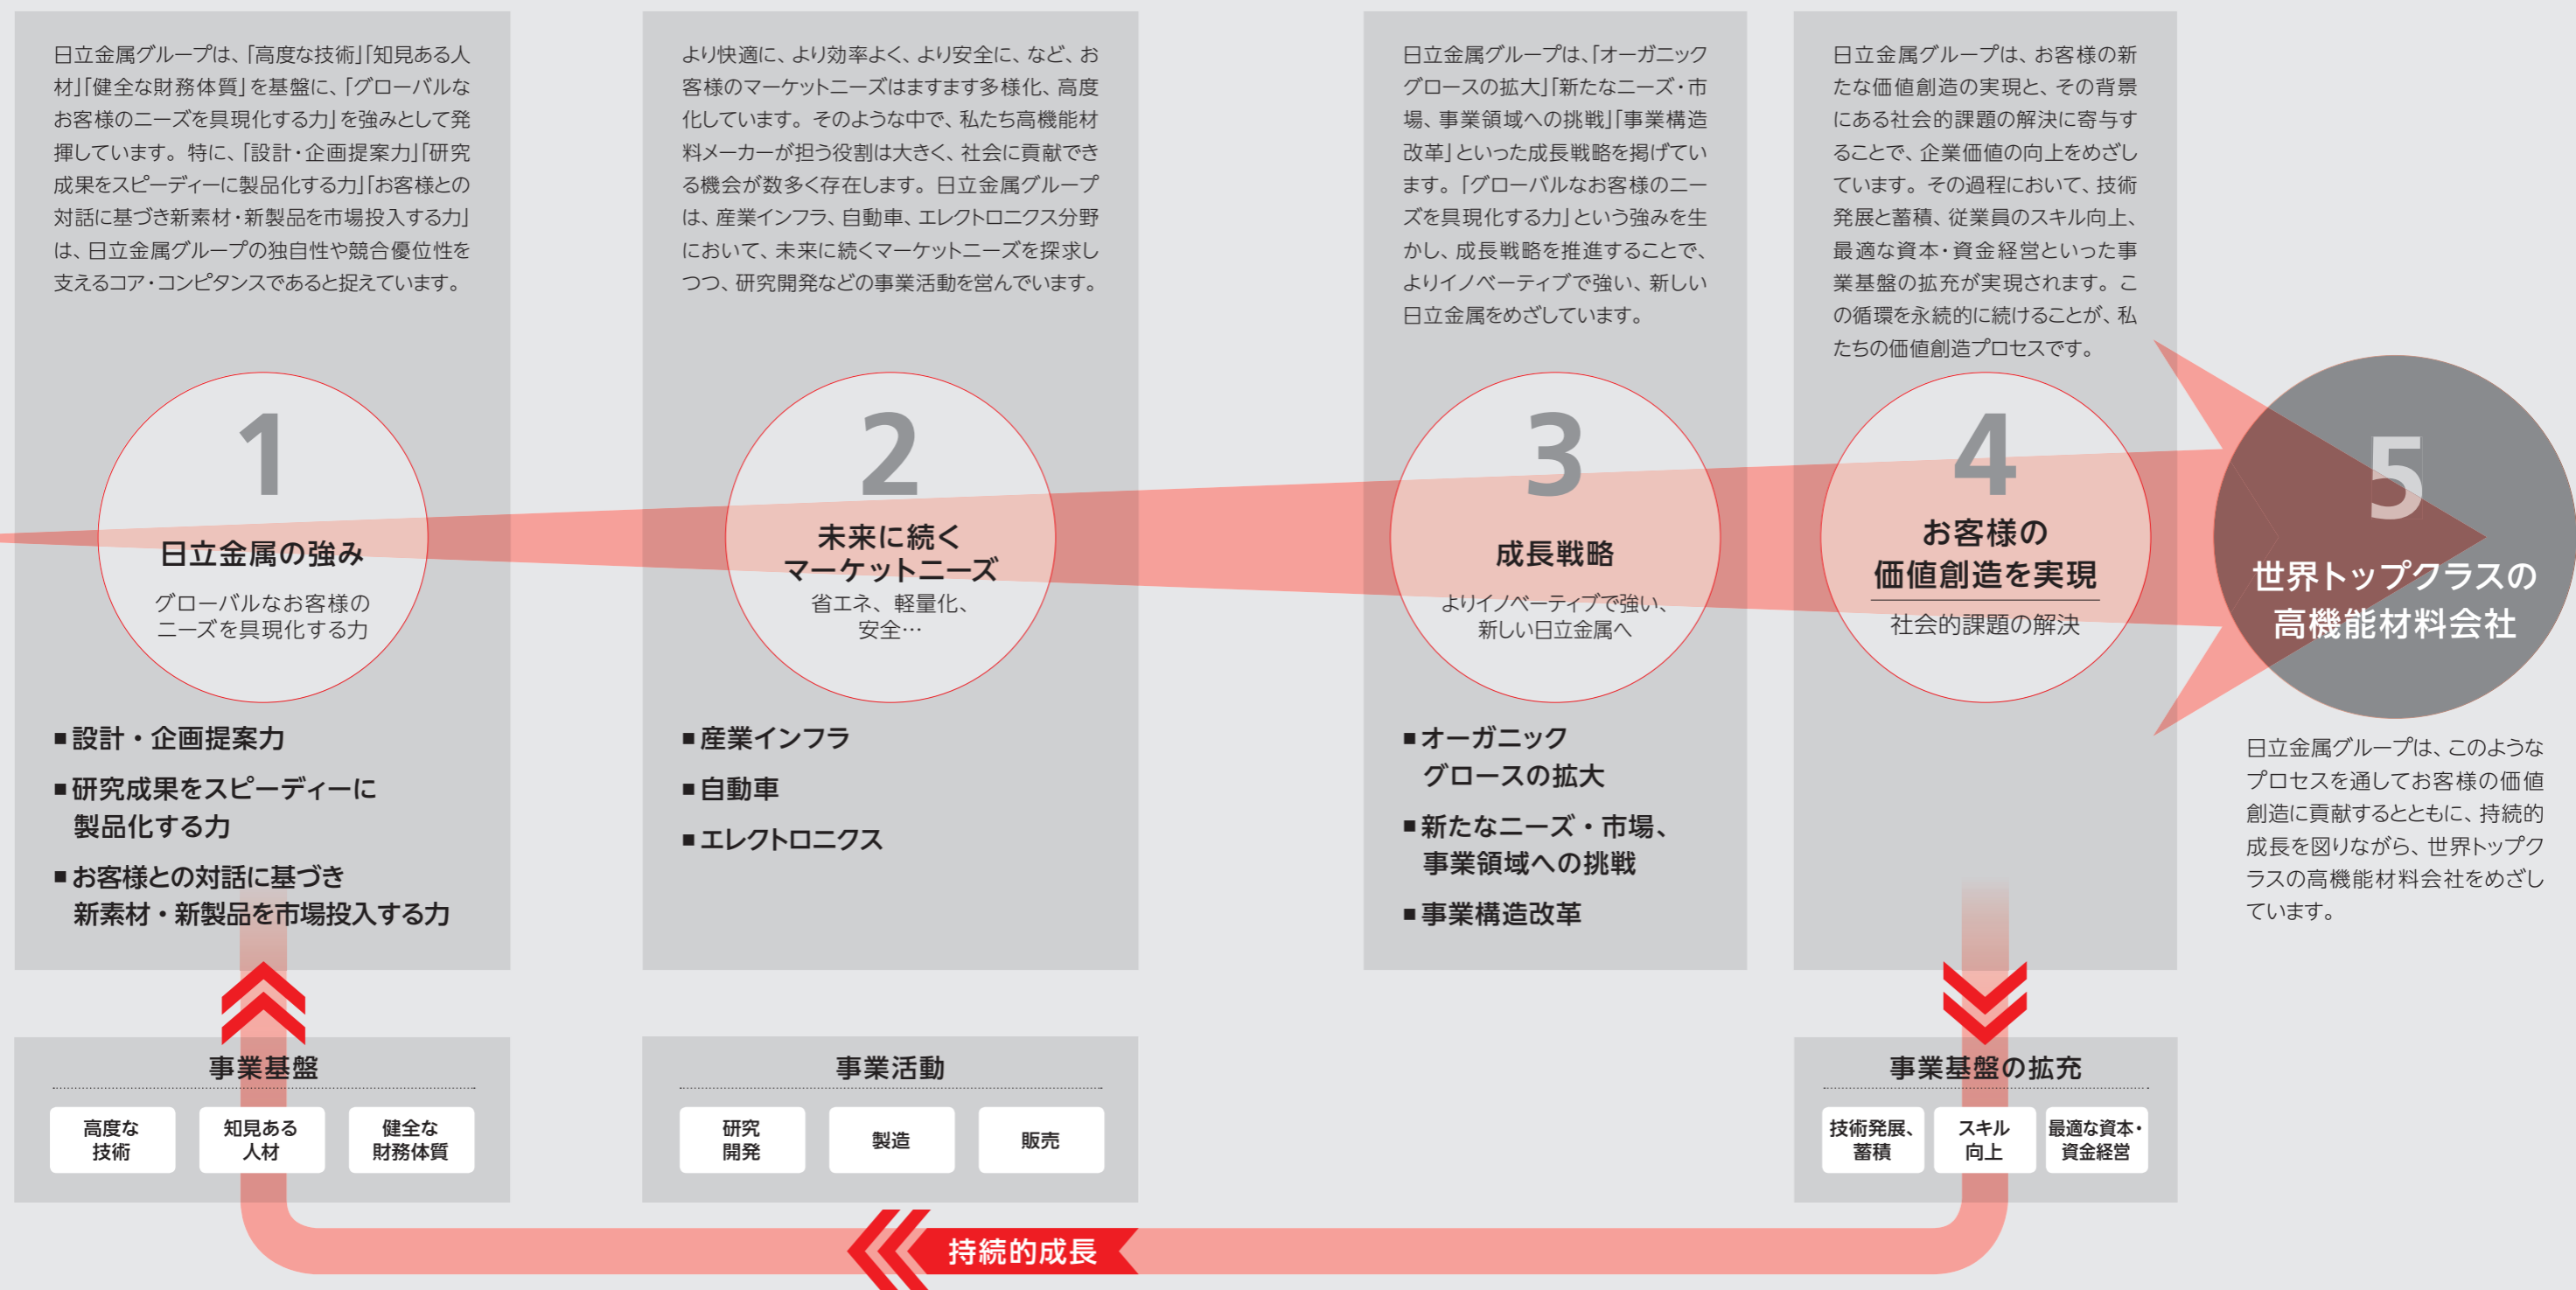 日立金属グループは、「高度な技術」「知見ある人
材」「健全な財務体質」を基盤に、「グローバルな
お客様のニーズを具現化する力」を強みとして発
揮しています。特に、「設計・企画提案力」「研究
成果をスピーディーに製品化する力」「お客様との
対話に基づき新素材・新製品を市場投入する力」
は、日立金属グループの独自性や競合優位性を
支えるコア・コンピタンスであると捉えています。
1
日立金属の強み
グローバルなお客様の
ニーズを具現化する力
■設計・企画提案力
■研究成果をスピーディーに
製品化する力
■お客様との対話に基づき
新素材・新製品を市場投入する力
事業基盤
高度な
技術
知見ある
人材
健全な
財務体質
より快適に、より効率よく、より安全に、など、お
客様のマーケットニーズはますます多様化、高度
化しています。そのような中で、私たち高機能材
料メーカーが担う役割は大きく、社会に貢献でき
る機会が数多く存在します。日立金属グループ
は、産業インフラ、自動車、エレクトロニクス分野
において、未来に続くマーケットニーズを探求し
つつ、研究開発などの事業活動を営んでいます。
2
未来に続く
マーケットニーズ
省エネ、軽量化、
安全…
■産業インフラ
■自動車
■エレクトロニクス
事業活動
研究
開発
製造
販売
日立金属グループは、「オーガニック
グロースの拡大」「新たなニーズ・市
場、事業領域への挑戦」「事業構造
改革」といった成長戦略を掲げてい
ます。「グローバルなお客様のニー
ズを具現化する力」という強みを生
かし、成長戦略を推進することで、
よりイノベーティブで強い、新しい
日立金属をめざしています。
3
成長戦略
よりイノベーティブで強い、
新しい日立金属へ
■オーガニック
グロースの拡大
■新たなニーズ・市場、
事業領域への挑戦
■事業構造改革
日立金属グループは、お客様の新
たな価値創造の実現と、その背景
にある社会的課題の解決に寄与す
ることで、企業価値の向上をめざし
ています。その過程において、技術
発展と蓄積、従業員のスキル向上、
最適な資本・資金経営といった事
業基盤の拡充が実現されます。こ
の循環を永続的に続けることが、私
たちの価値創造プロセスです。
4
お客様の
価値創造を実現
社会的課題の解決
事業基盤の拡充
技術発展、
蓄積
スキル
向上
最適な資本・
資金経営
5
世界トップクラスの
高機能材料会社
日立金属グループは、このような
プロセスを通してお客様の価値
創造に貢献するとともに、持続的
成長を図りながら、世界トップク
ラスの高機能材料会社をめざし
ています。
持続的成長